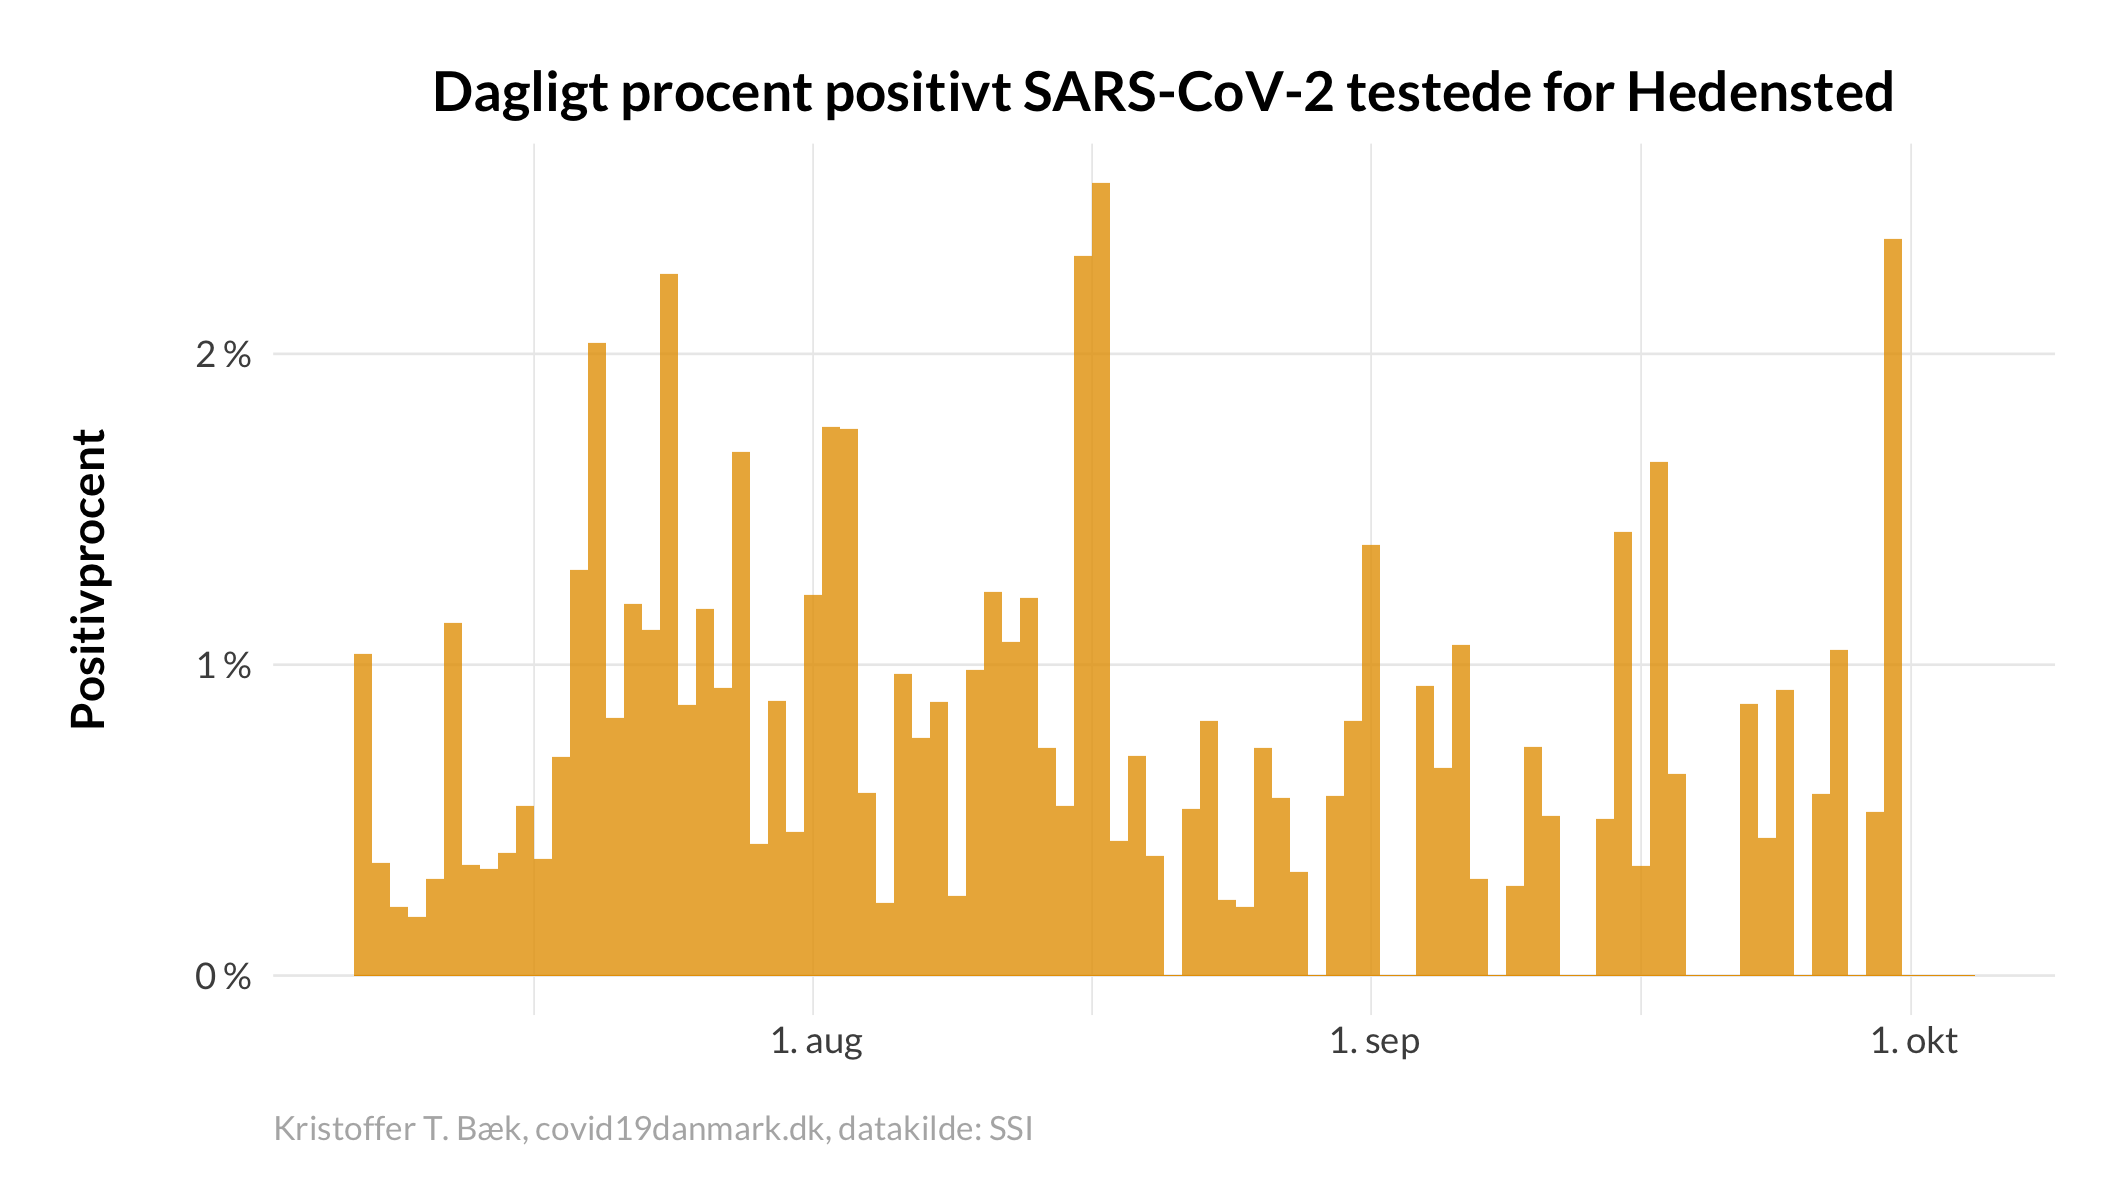 Dagligt procent positivt SARS-CoV-2 testede for Hedensted
Positivprocent
2 %
1 %
0 %
1. aug
1. sep
1. okt
Kristoffer T. Bæk, covid19danmark.dk, datakilde: SSI